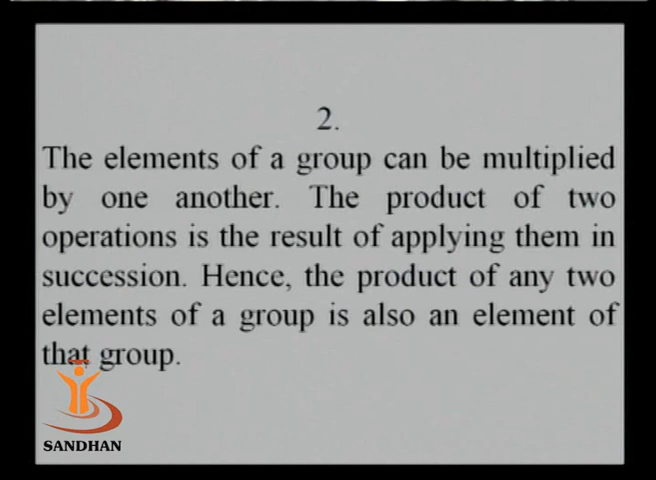 2.
The elements of a group can be multiplied
by one another. The product of two
operations is the result of applying them in
succession. Hence, the product of any two
elements of a group is also an element of
that group.
SANDHAN